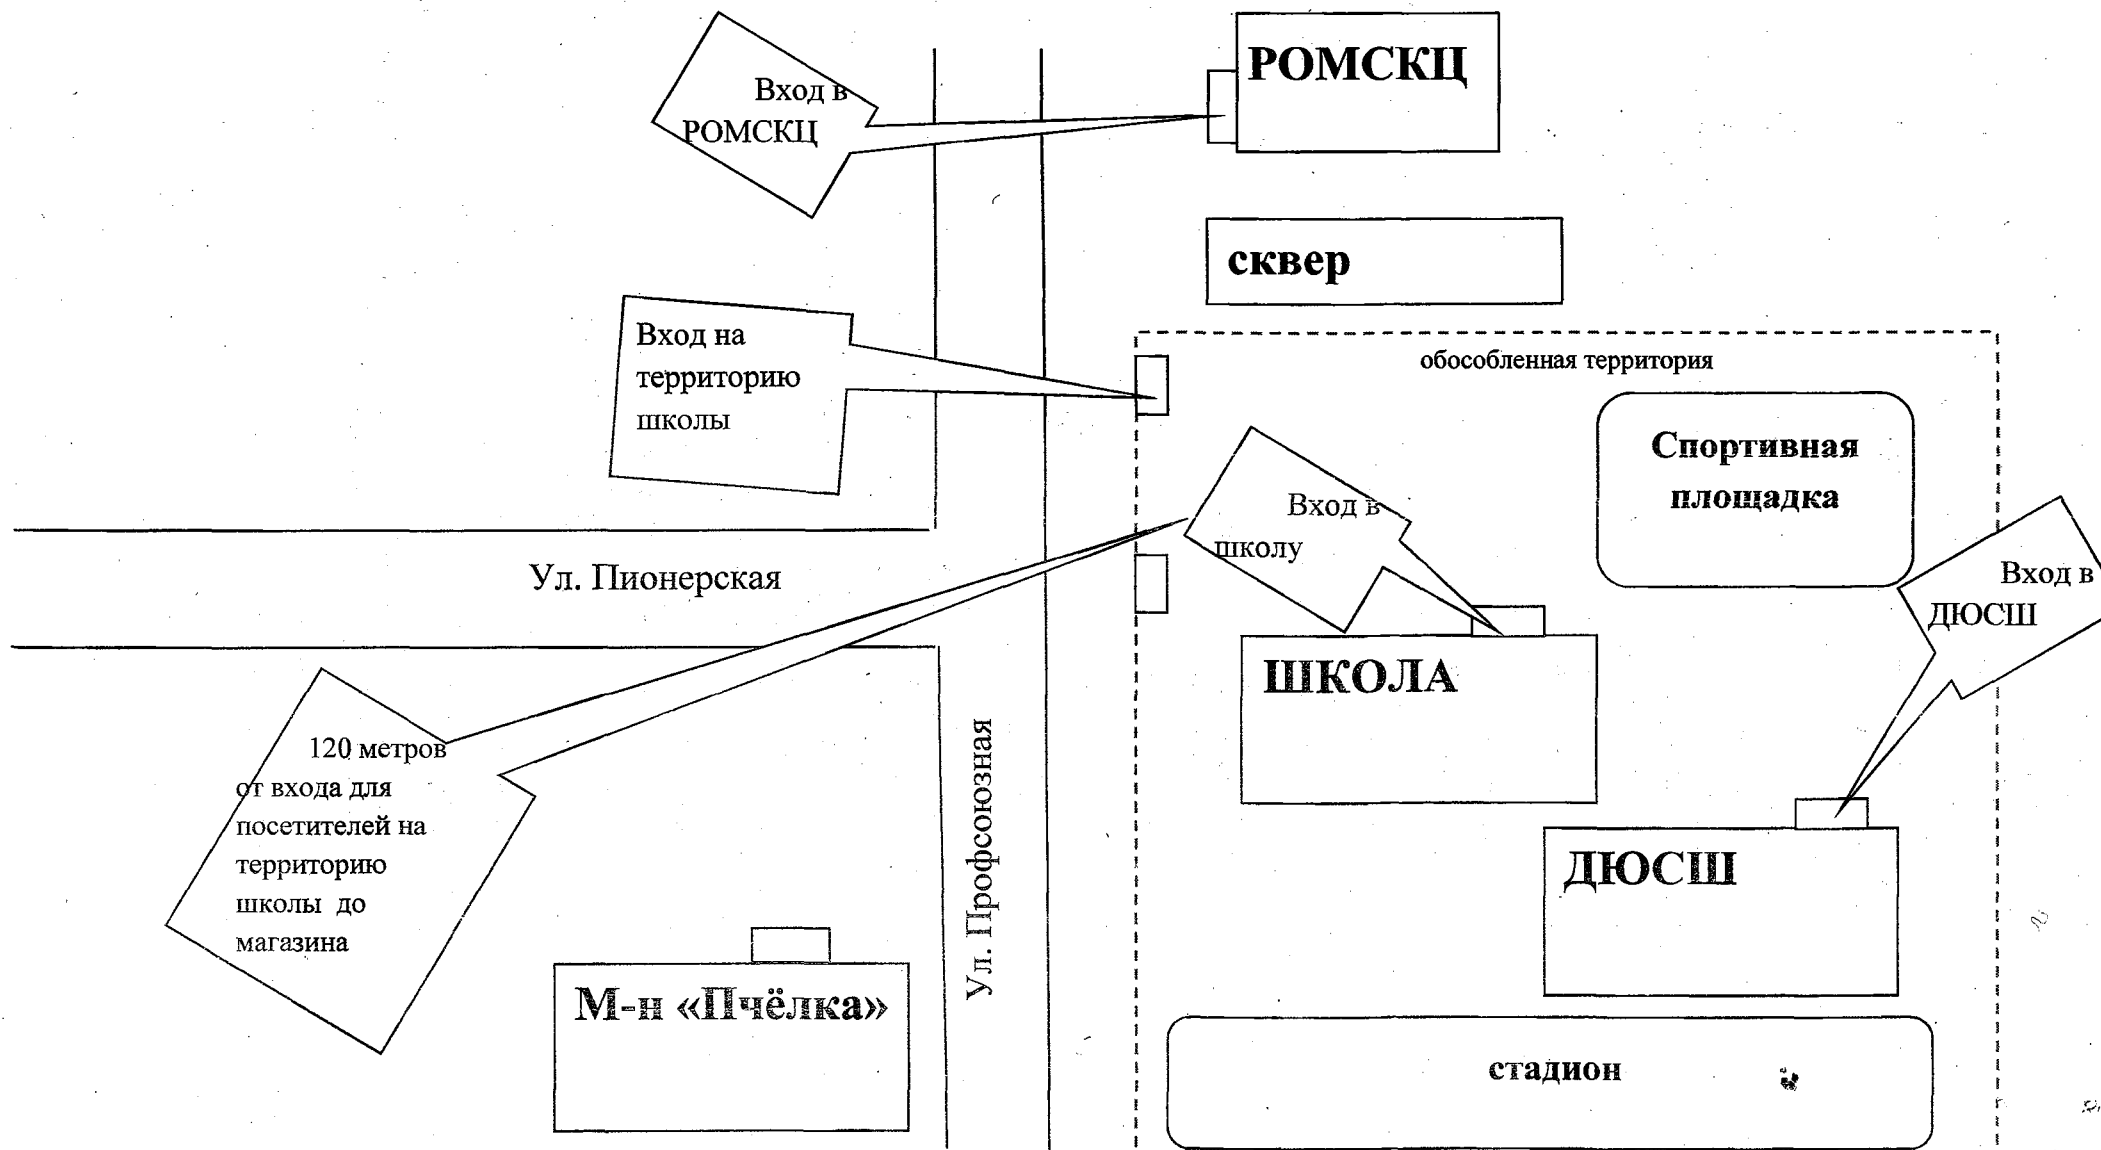 РОМСКЦ
Вход в
РОМСКЦ
сквер
Вход на
территорию
школы
обособленная территория
Спортивная
площадка
Вход в
школу
Вход в
ДЮСШ
Ул. Пионерская
ШКОЛА
120 метров
от входа для
посетителей на
территорию
школы до
магазина
Ул. Профсоюзная
ДЮСШ
М-н «Пчёлка»
стадион